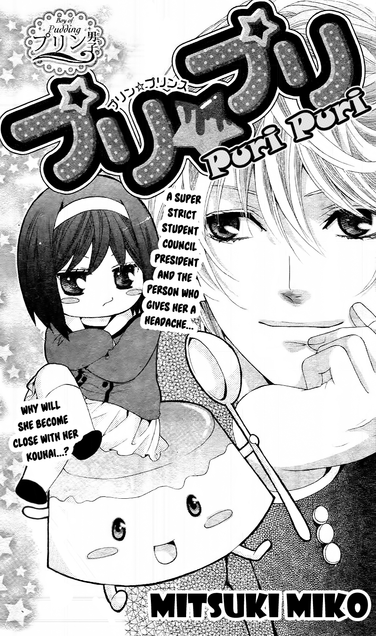 Boy of
Pudding
プリン男子
プリン☆プリンス
プリ☆プリ
Puri Puri
A SUPER
STRICT
STUDENT
COUNCIL
PRESIDENT
AND THE
PERSON WHO
GIVES HER A
HEADACHE...
WHY WILL
SHE BECOME
CLOSE WITH HER
KOUHAI...?
MITSUKI MIKO